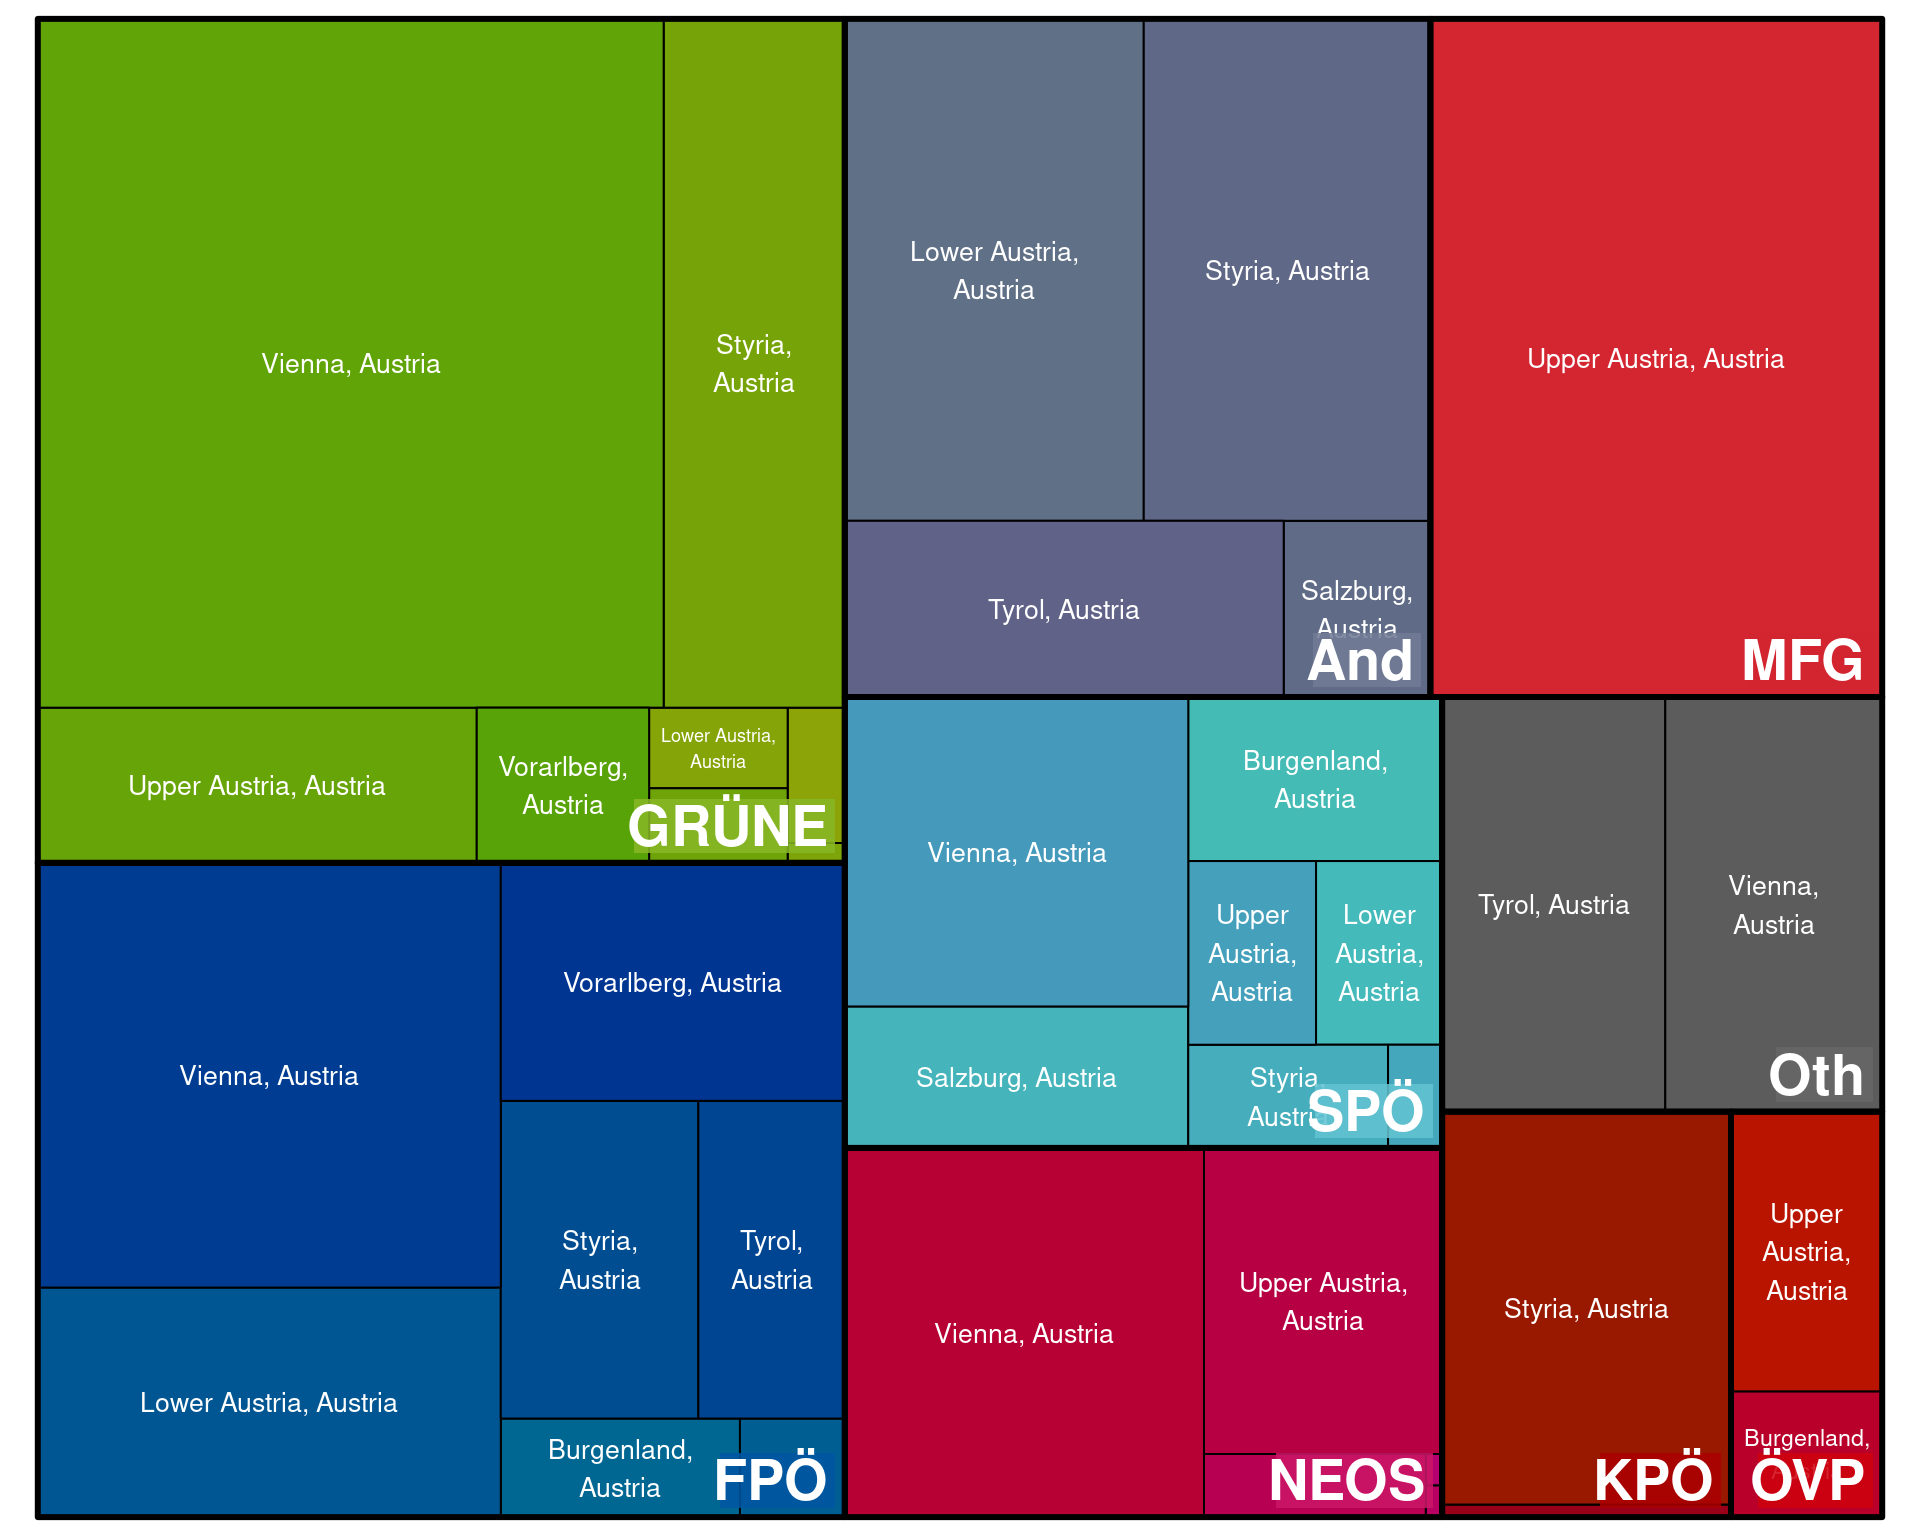 Vienna, Austria
Styria,
Austria
Upper Austria, Austria
Vorarlberg,
Austria
Lower Austria,
Austria
GRÜNE
Lower Austria,
Austria
Styria, Austria
Tyrol, Austria
Salzburg,
Austria
And
Upper Austria, Austria
MFG
Vienna, Austria
Vorarlberg, Austria
Styria,
Austria
Tyrol,
Austria
Lower Austria, Austria
Burgenland,
Austria
FPÖ
Vienna, Austria
Burgenland,
Austria
Upper
Austria,
Austria
Lower
Austria,
Austria
Salzburg, Austria
Styria,
Austria
SPÖ
Tyrol, Austria
Vienna,
Austria
Oth
Vienna, Austria
Upper Austria,
Austria
NEOS
Styria, Austria
KPÖ
Upper
Austria,
Austria
Burgenland,
ÖVP